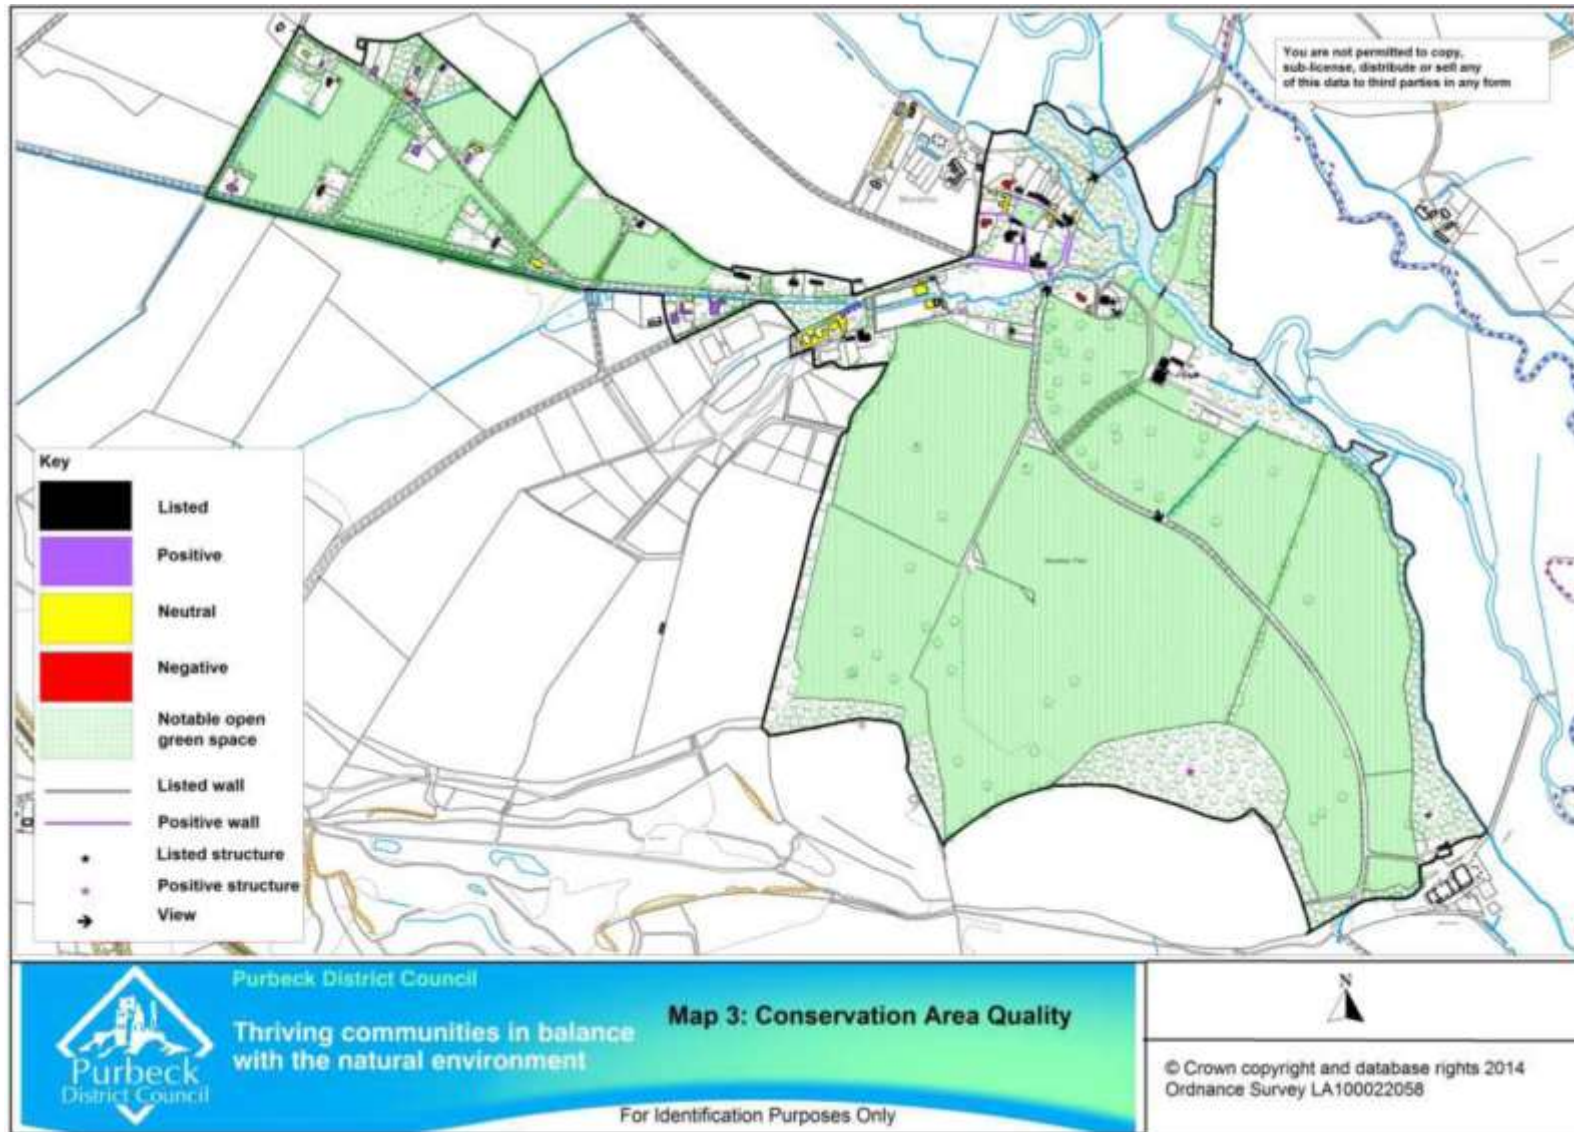 You are not permitted to copy,
sub-license, distribute or sell any
of this data to third parties in any form
Key
Listed
Positive
Neutral
Negative
Notable open
green space
Listed wall
Positive wall
Listed structure
Positive structure
View
Purbeck
District Council
Purbeck District Council
Thriving communities in balance
with the natural environment
Map 3: Conservation Area Quality
For Identification Purposes Only
N
© Crown copyright and database rights 2014
Ordnance Survey LA100022058